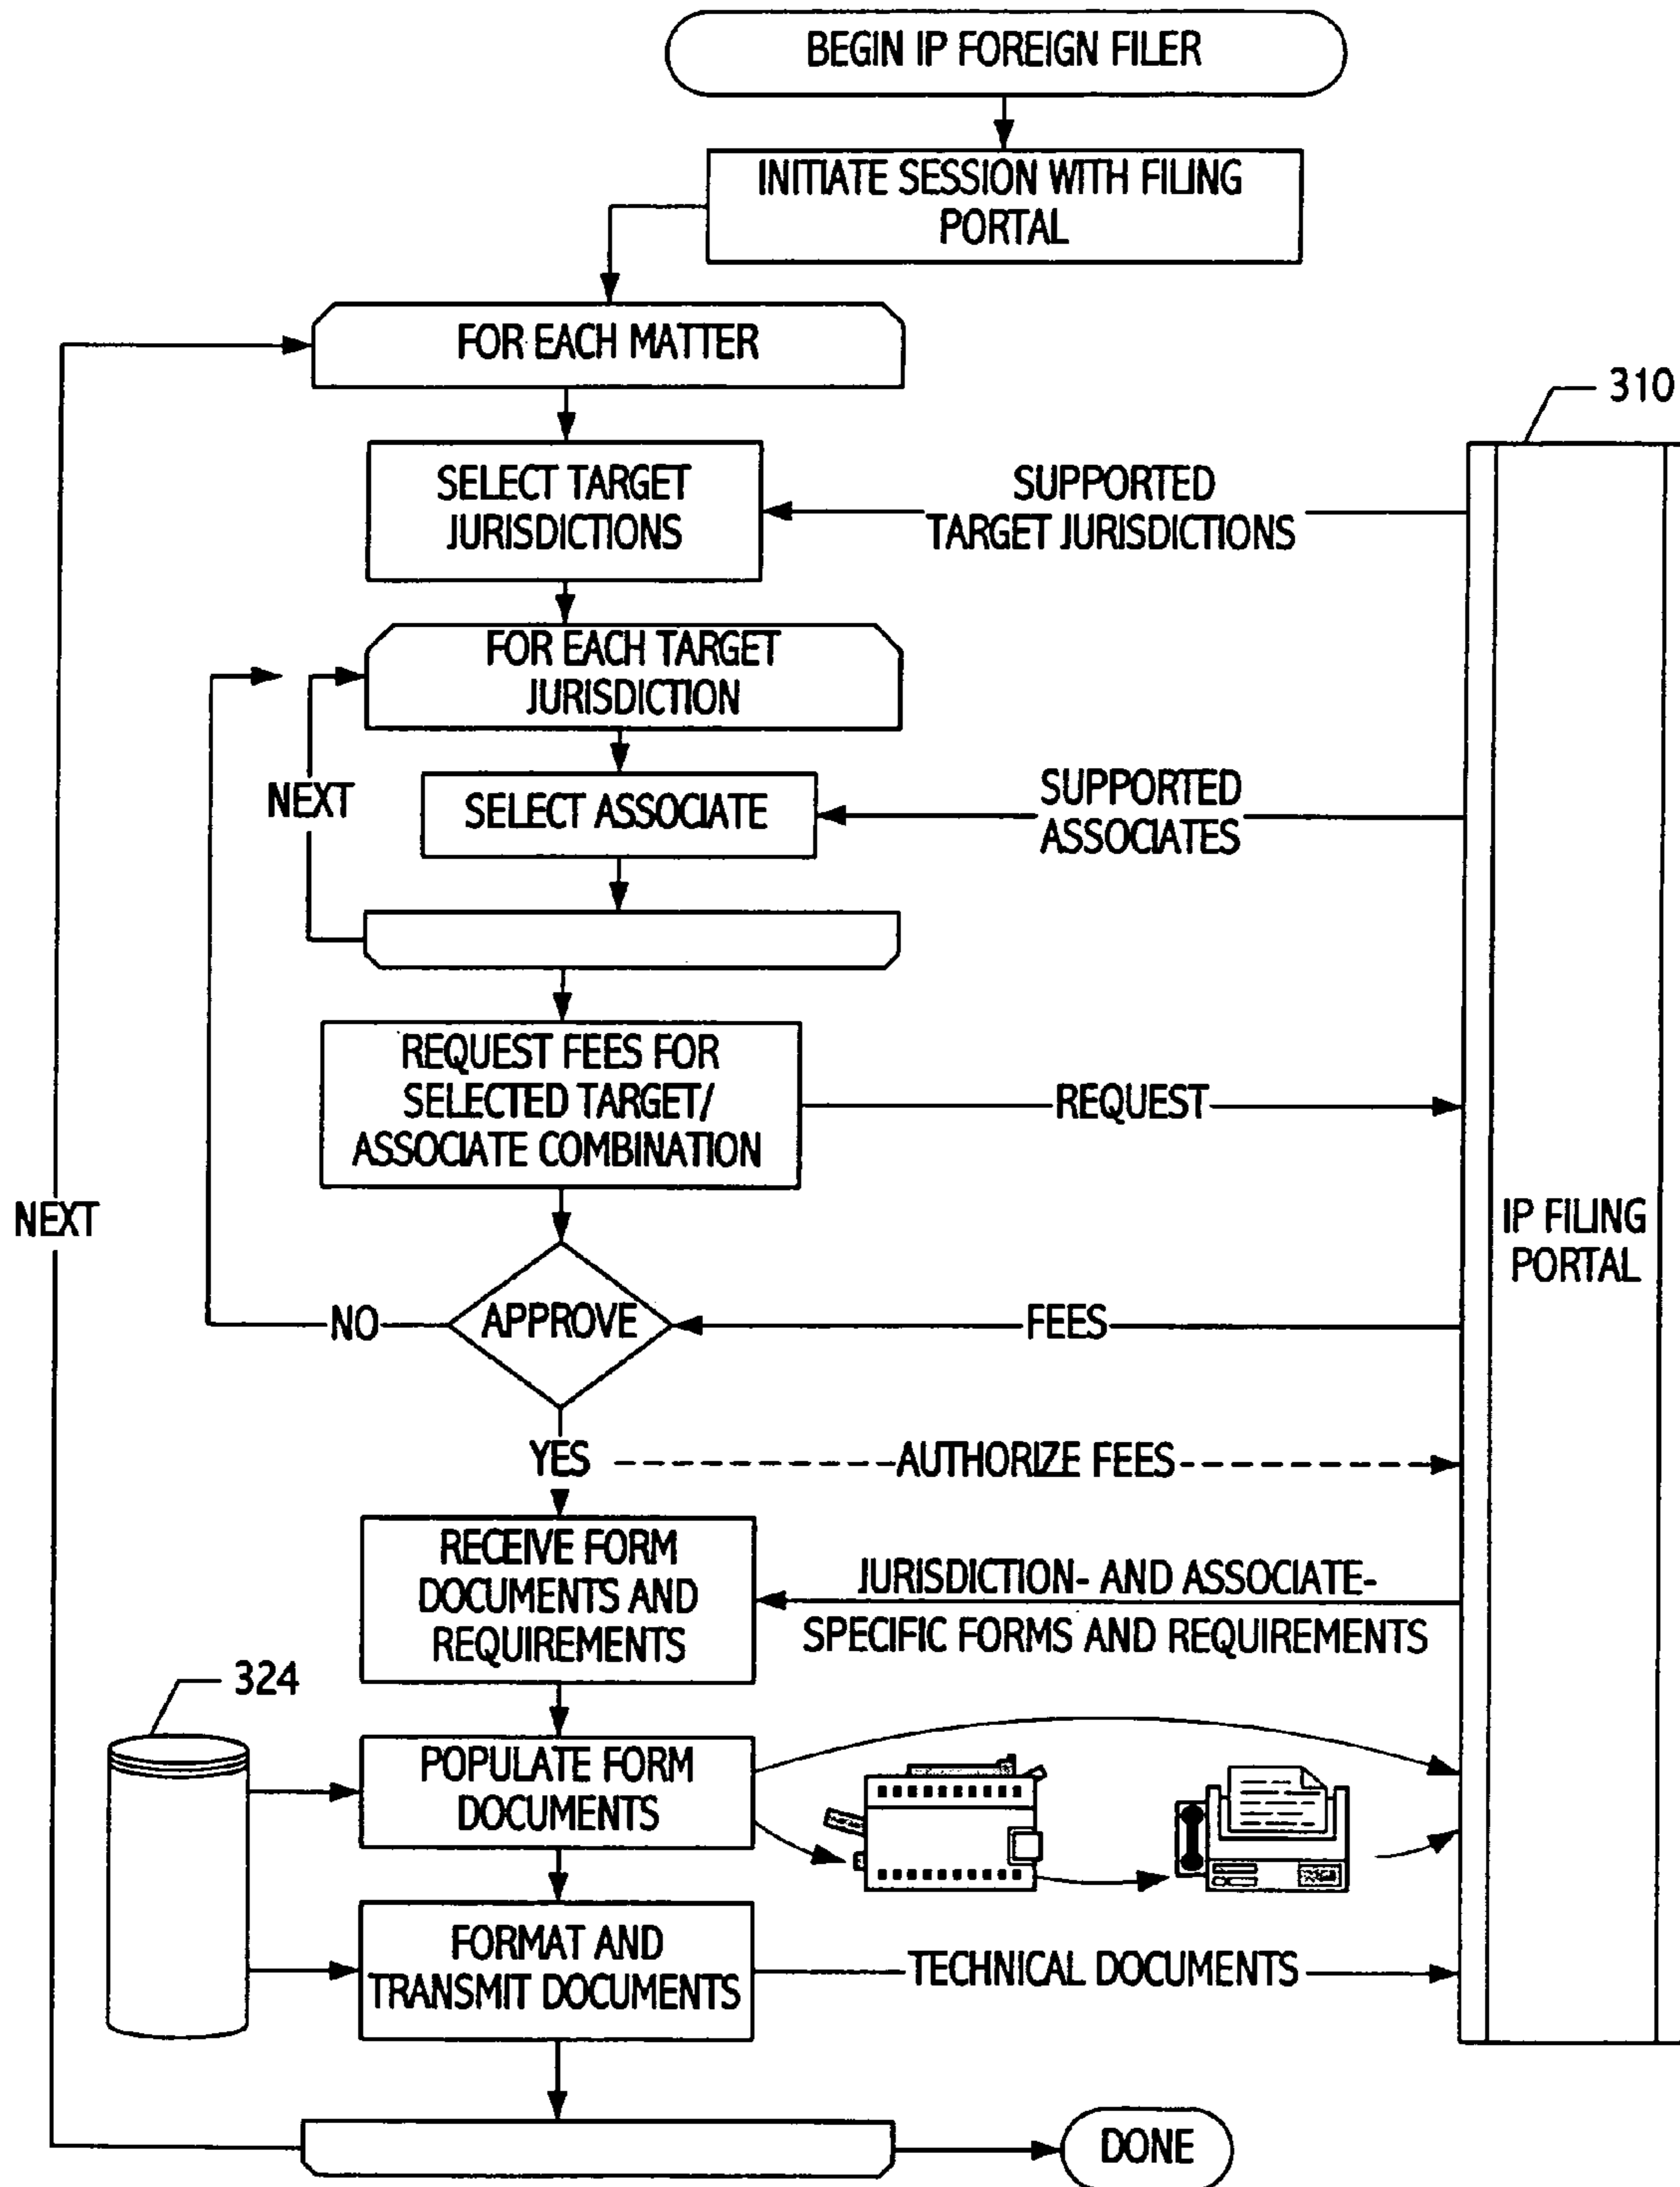 BEGIN IP FOREIGN FILER
INITIATE SESSION WITH FILING
PORTAL
FOR EACH MATTER
310
SELECT TARGET
JURISDICTIONS
SUPPORTED
TARGET JURISDICTIONS
FOR EACH TARGET
JURISDICTION
NEXT
SELECT ASSOCIATE
SUPPORTED
ASSOCIATES
REQUEST FEES FOR
SELECTED TARGET/
ASSOCIATE COMBINATION
REQUEST
NEXT
IP FILING
PORTAL
NO
APPROVE
FEES
YES
AUTHORIZE FEES
RECEIVE FORM
DOCUMENTS AND
REQUIREMENTS
JURISDICTION- AND ASSOCIATE-
SPECIFIC FORMS AND REQUIREMENTS
324
POPULATE FORM
DOCUMENTS
FORMAT AND
TRANSMIT DOCUMENTS
TECHNICAL DOCUMENTS
DONE